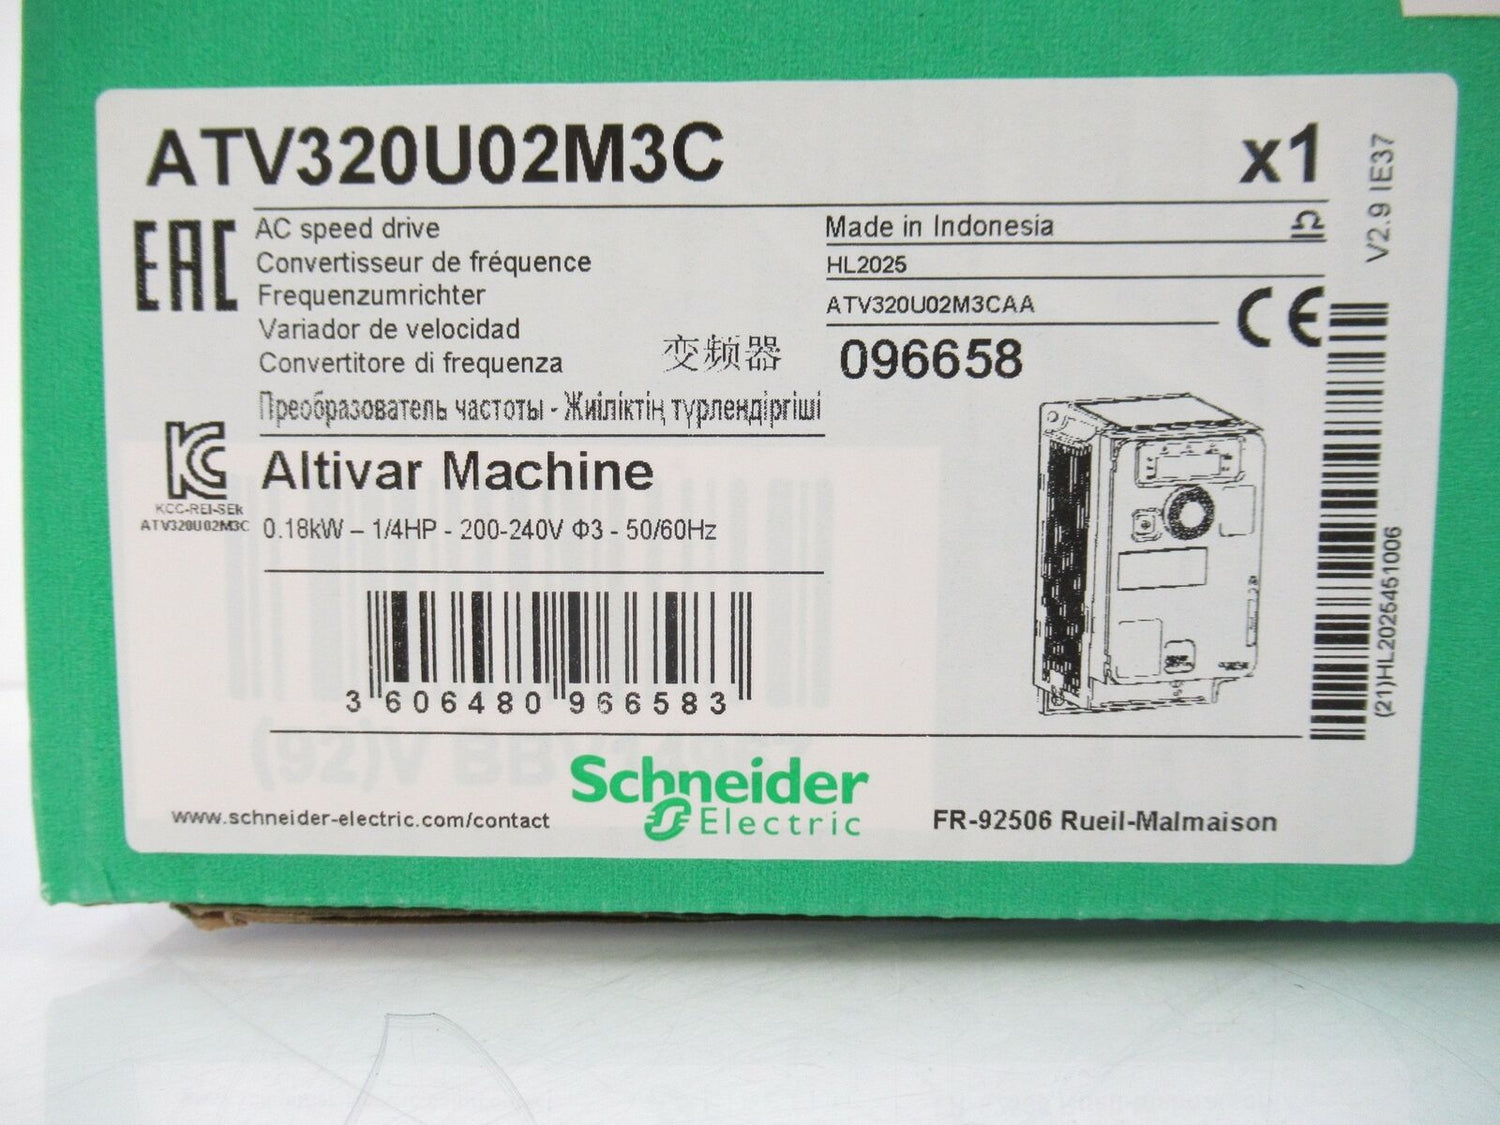 ATV320U02M3C
x1
V2.9 IE37
EAC
AC speed drive
Convertisseur de fréquence
Frequenzumrichter
Variador de velocidad
Convertitore di frequenza
变频器
Преобразователь частоты - Жиіліктің түрлендіргіші
Made in Indonesia
HL2025
ATV320U02M3CAA
CE
096658
KCC-REI-SEK
ATV320U02M3C
Altivar Machine
0.18kW – 1/4HP - 200-240V Φ3 - 50/60Hz
3 606480 966583
(21)HL2025451006
Schneider
Electric
www.schneider-electric.com/contact
FR-92506 Rueil-Malmaison